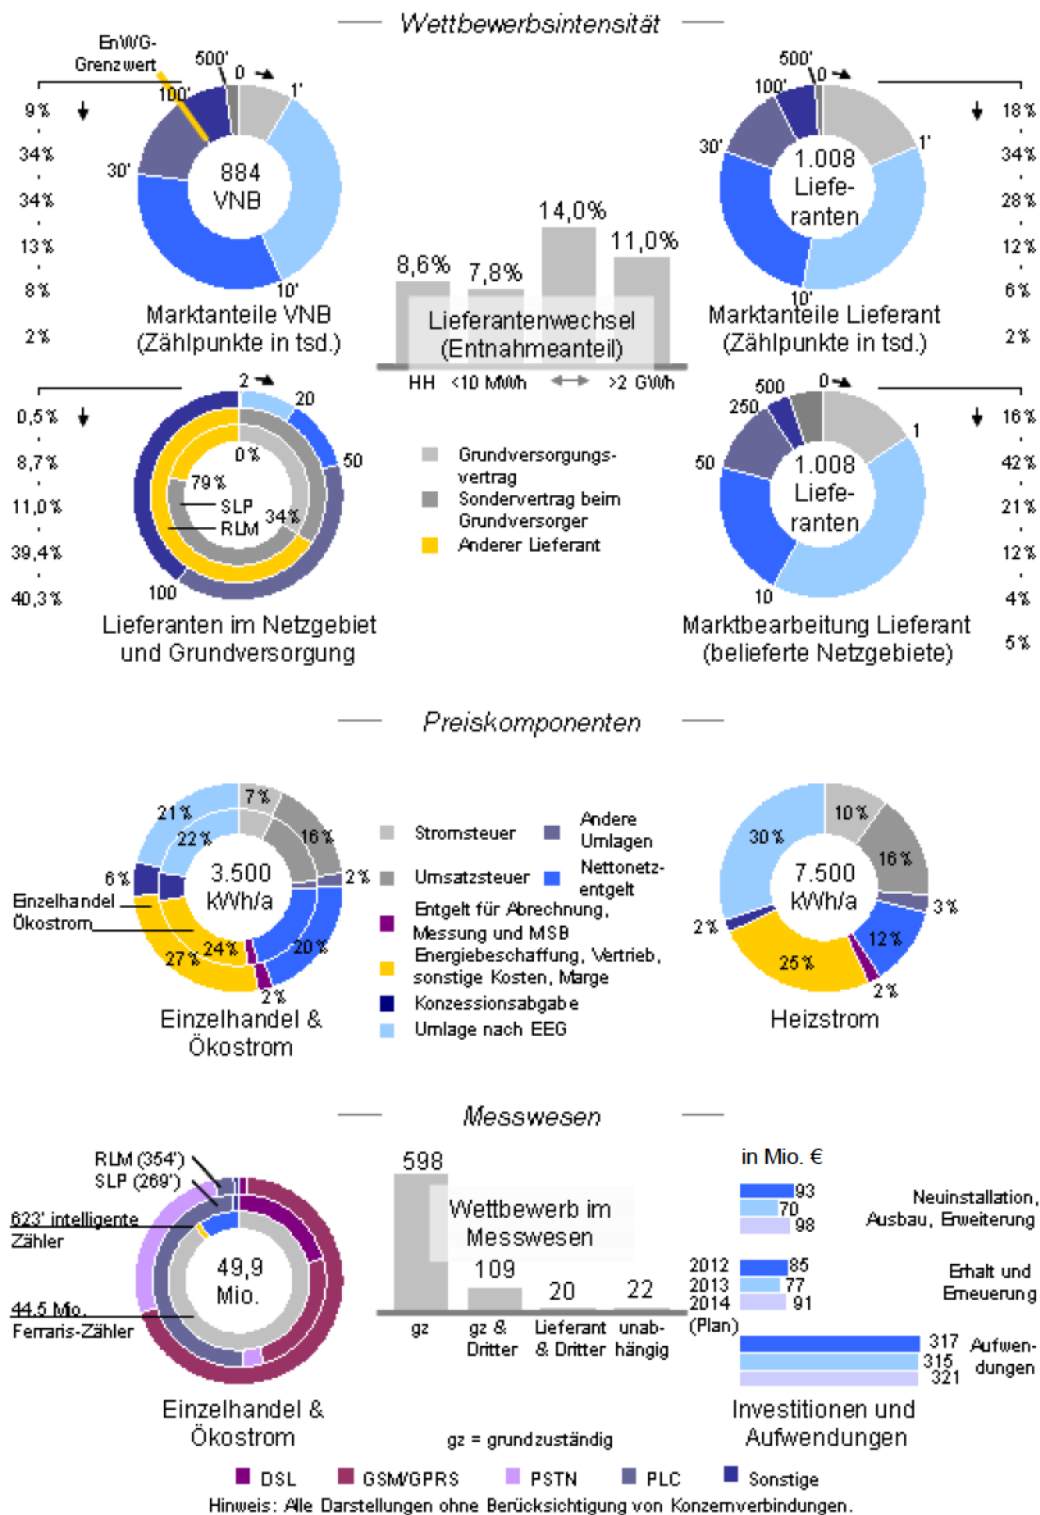 Wettbewerbsintensität
EnWG-
Grenzwert
500'
0
1'
100'
30'
10'
884
VNB
9%
34%
34%
13%
8%
2%
Marktanteile VNB
(Zählpunkte in tsd.)
8,6%
7,8%
14,0%
11,0%
Lieferantenwechsel
(Entnahmeanteil)
HH
<10 MWh
>2 GWh
500'
0
100'
1'
30'
10'
1.008
Liefe-
ranten
18%
34%
28%
12%
6%
2%
Marktanteile Lieferant
(Zählpunkte in tsd.)
0,5%
8,7%
11,0%
39,4%
40,3%
2
20
50
100
0%
79%
SLP
RLM
34%
Lieferanten im Netzgebiet
und Grundversorgung
Grundversorgungs-
vertrag
Sondervertrag beim
Grundversorger
Anderer Lieferant
0
500
250
1
50
10
1.008
Liefe-
ranten
16%
42%
21%
12%
4%
5%
Marktbearbeitung Lieferant
(belieferte Netzgebiete)
Preiskomponenten
7%
21%
22%
16%
6%
2%
3.500
kWh/a
Einzelhandel
Ökostrom
24%
27%
20%
2%
Einzelhandel &
Ökostrom
Stromsteuer
Andere
Umlagen
Umsatzsteuer
Nettonetz-
entgelt
Entgelt für Abrechnung,
Messung und MSB
Energiebeschaffung, Vertrieb,
sonstige Kosten, Marge
Konzessionsabgabe
Umlage nach EEG
10%
30%
16%
7.500
kWh/a
3%
2%
12%
25%
2%
Heizstrom
Messwesen
RLM (354')
SLP (269')
623' intelligente
Zähler
49,9
Mio.
44,5 Mio.
Ferraris-Zähler
Einzelhandel &
Ökostrom
598
109
20
22
Wettbewerb im
Messwesen
gz
gz &
Dritter
Lieferant
& Dritter
unab-
hängig
gz = grundzuständig
in Mio. €
93
70
98
Neuinstallation,
Ausbau, Erweiterung
2012
2013
2014
(Plan)
85
77
91
Erhalt und
Erneuerung
317
315
321
Aufwen-
dungen
Investitionen und
Aufwendungen
DSL
GSM/GPRS
PSTN
PLC
Sonstige
Hinweis: Alle Darstellungen ohne Berücksichtigung von Konzernverbindungen.